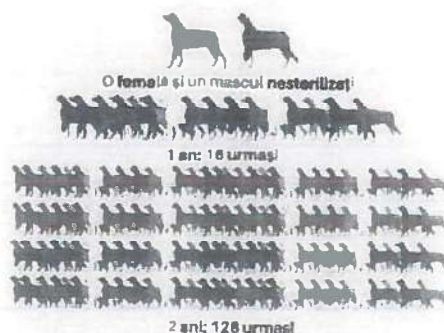 O femelă și un mascul nesterilizați
1 an: 16 urmași
2 ani: 128 urmași